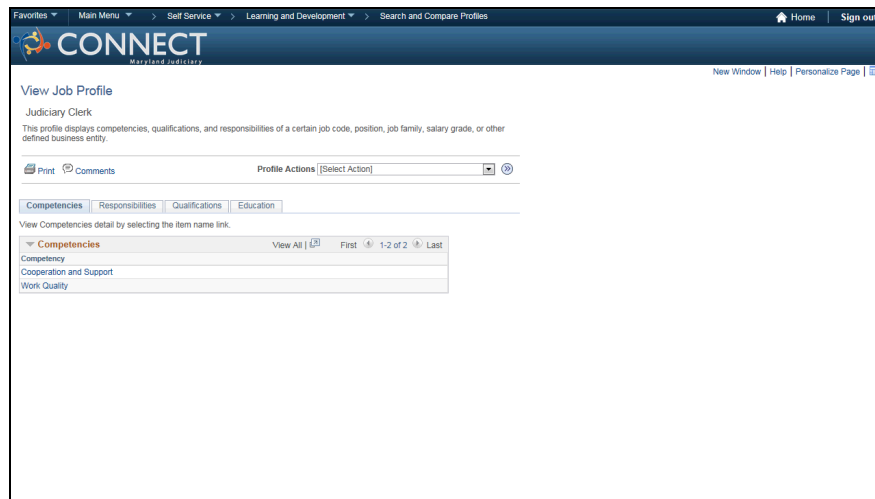 Favorites Main Menu > Self Service > Learning and Development > Search and Compare Profiles Home Sign out
CONNECT
Maryland Judiciary
New Window | Help | Personalize Page |
View Job Profile
Judiciary Clerk
This profile displays competencies, qualifications, and responsibilities of a certain job code, position, job family, salary grade, or other
defined business entity.
Print Comments Profile Actions [Select Action]
Competencies Responsibilities Qualifications Education
View Competencies detail by selecting the item name link.
Competencies View All | First 1-2 of 2 Last
Competency
Cooperation and Support
Work Quality